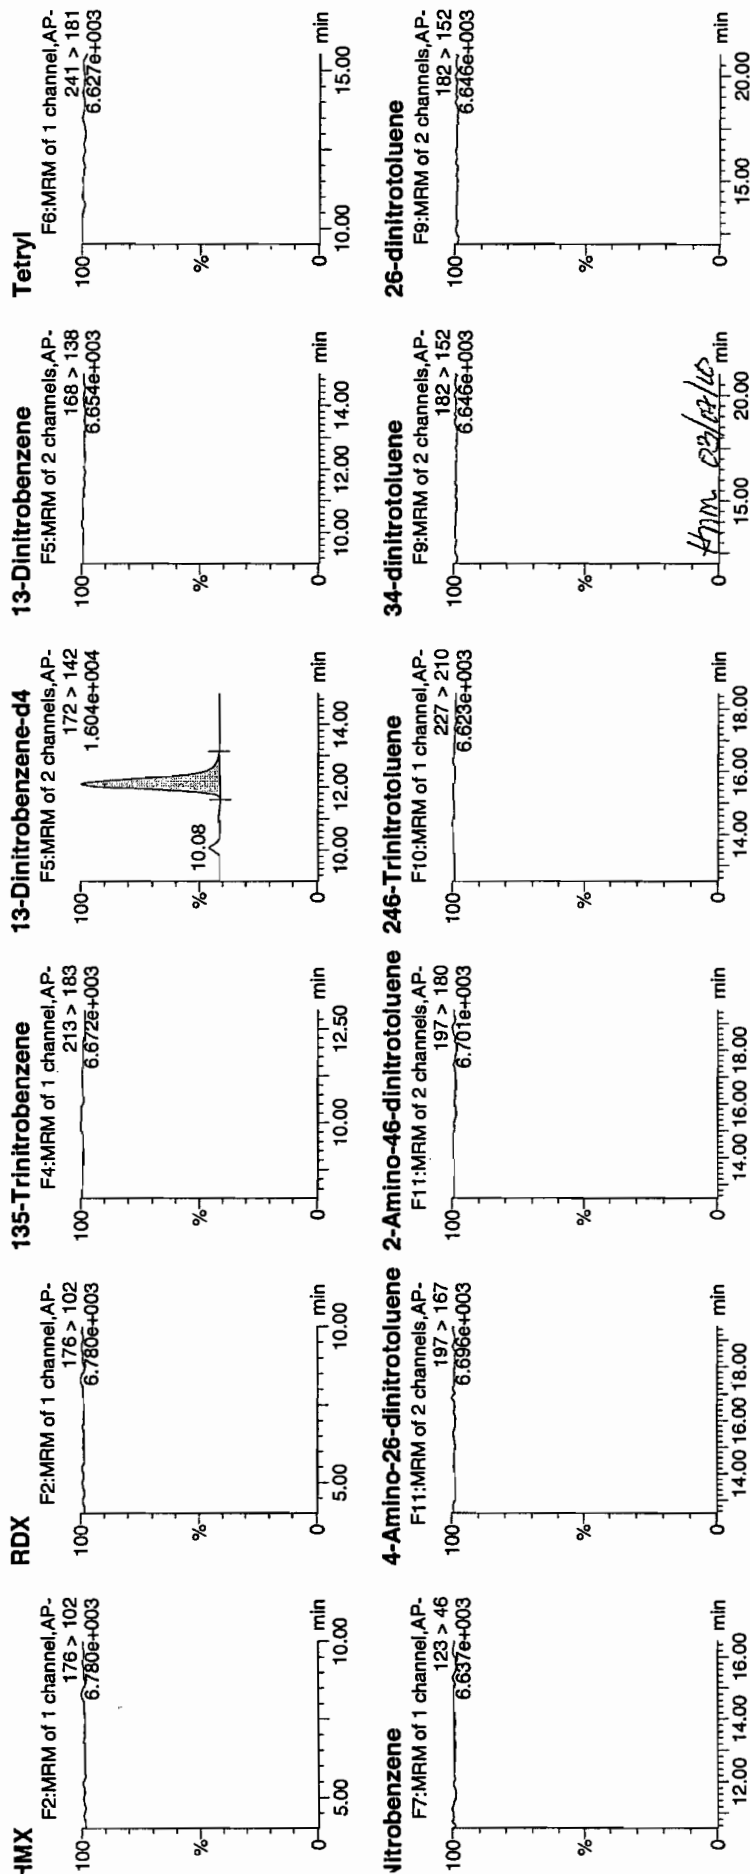 HMX
F2:MRM of 1 channel,AP-
176 > 102
6.780e+003
100
%
0
5.00 10.00 min
RDX
F2:MRM of 1 channel,AP-
176 > 102
6.780e+003
100
%
0
5.00 10.00 min
135-Trinitrobenzene
F4:MRM of 1 channel,AP-
213 > 183
6.672e+003
100
%
0
10.00 12.50 min
13-Dinitrobenzene-d4
F5:MRM of 2 channels,AP-
172 > 142
1.604e+004
100
10.08
%
0
10.00 12.00 14.00 min
13-Dinitrobenzene
F5:MRM of 2 channels,AP-
168 > 138
6.654e+003
100
%
0
10.00 12.00 14.00 min
Tetryl
F6:MRM of 1 channel,AP-
241 > 181
6.627e+003
100
%
0
10.00 15.00 min
Nitrobenzene
F7:MRM of 1 channel,AP-
123 > 46
6.637e+003
100
%
0
12.00 14.00 16.00 min
4-Amino-26-dinitrotoluene
F11:MRM of 2 channels,AP-
197 > 167
6.696e+003
100
%
0
14.00 16.00 18.00 min
2-Amino-46-dinitrotoluene
F11:MRM of 2 channels,AP-
197 > 180
6.701e+003
100
%
0
14.00 16.00 18.00 min
246-Trinitrotoluene
F10:MRM of 1 channel,AP-
227 > 210
6.623e+003
100
%
0
14.00 16.00 18.00 min
34-dinitrotoluene
F9:MRM of 2 channels,AP-
182 > 152
6.646e+003
100
%
0
15.00 20.00 min
03/07/10
26-dinitrotoluene
F9:MRM of 2 channels,AP-
182 > 152
6.646e+003
100
%
0
15.00 20.00 min